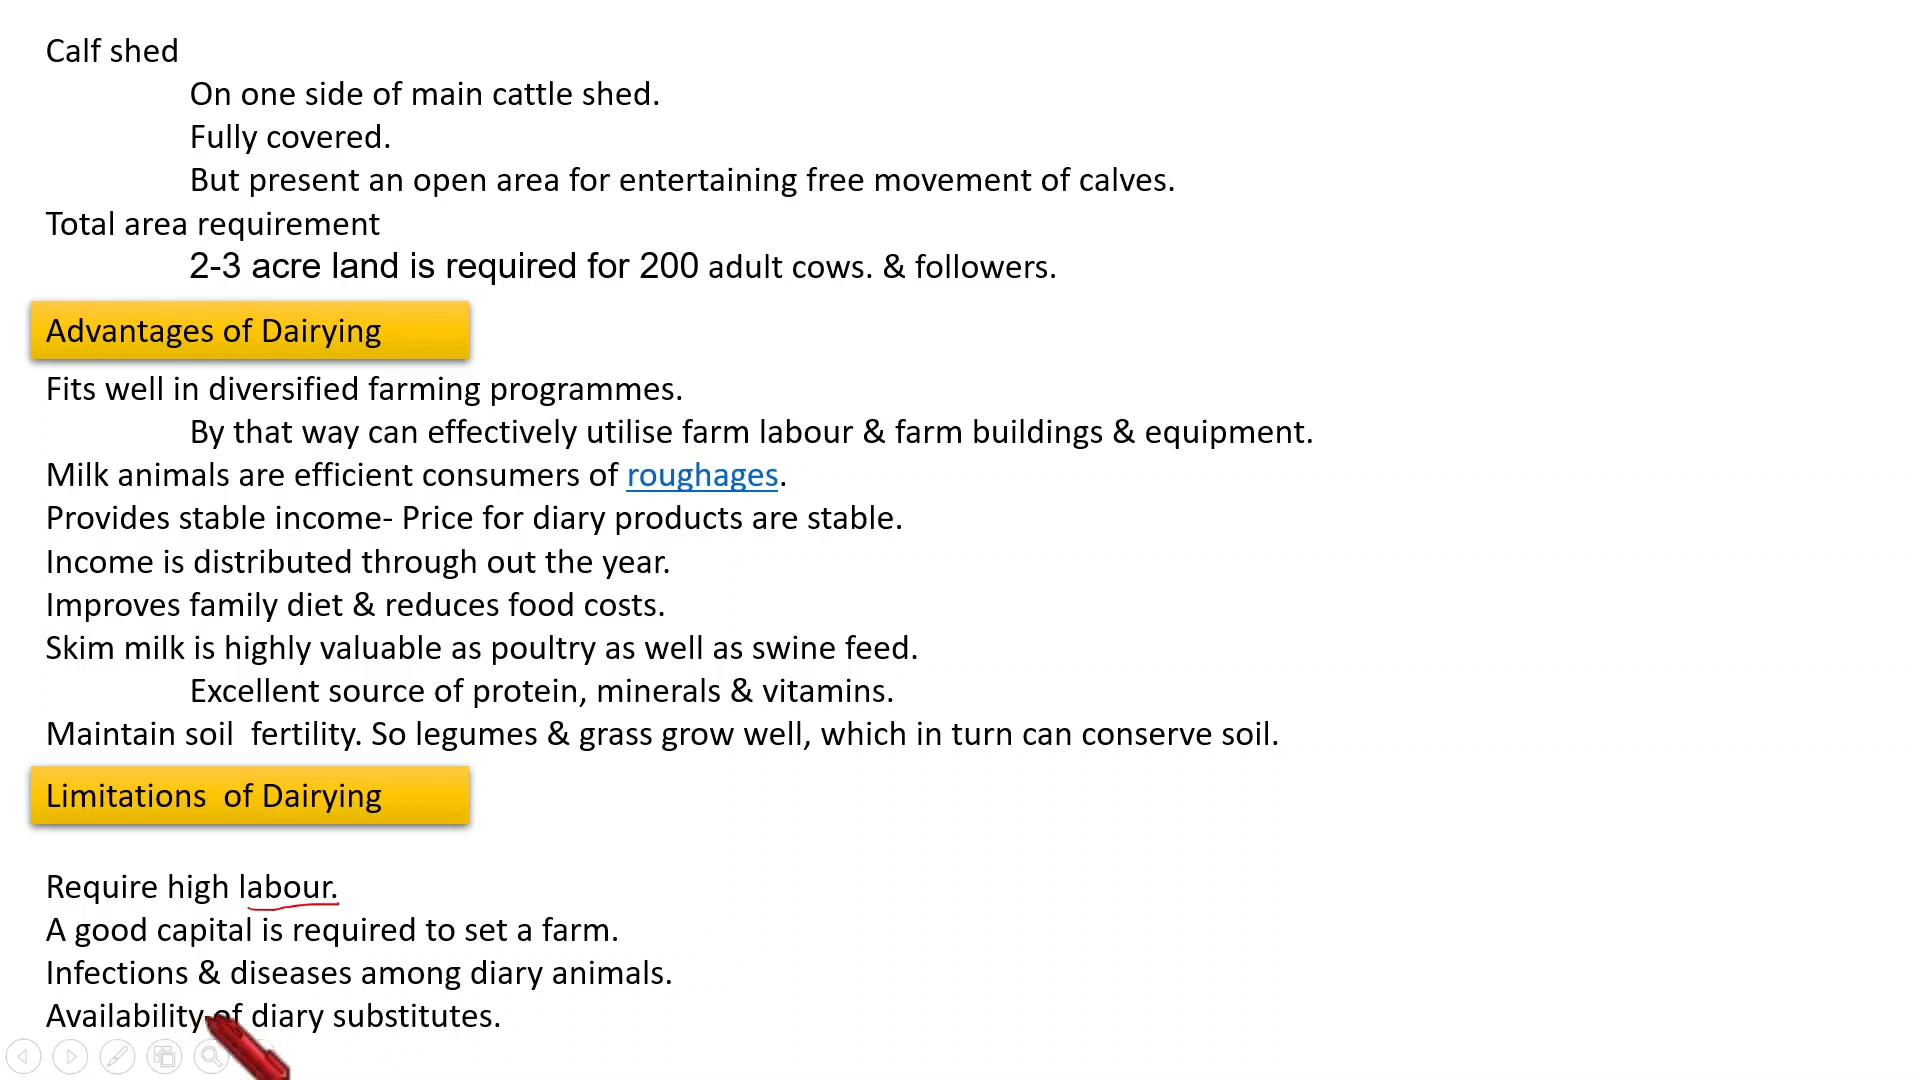 Calf shed
On one side of main cattle shed.
Fully covered.
But present an open area for entertaining free movement of calves.
Total area requirement
2-3 acre land is required for 200 adult cows. & followers.
Advantages of Dairying
Fits well in diversified farming programmes.
By that way can effectively utilise farm labour & farm buildings & equipment.
Milk animals are efficient consumers of roughages.
Provides stable income- Price for diary products are stable.
Income is distributed through out the year.
Improves family diet & reduces food costs.
Skim milk is highly valuable as poultry as well as swine feed.
Excellent source of protein, minerals & vitamins.
Maintain soil  fertility. So legumes & grass grow well, which in turn can conserve soil.
Limitations  of Dairying
Require high labour.
A good capital is required to set a farm.
Infections & diseases among diary animals.
Availability of diary substitutes.